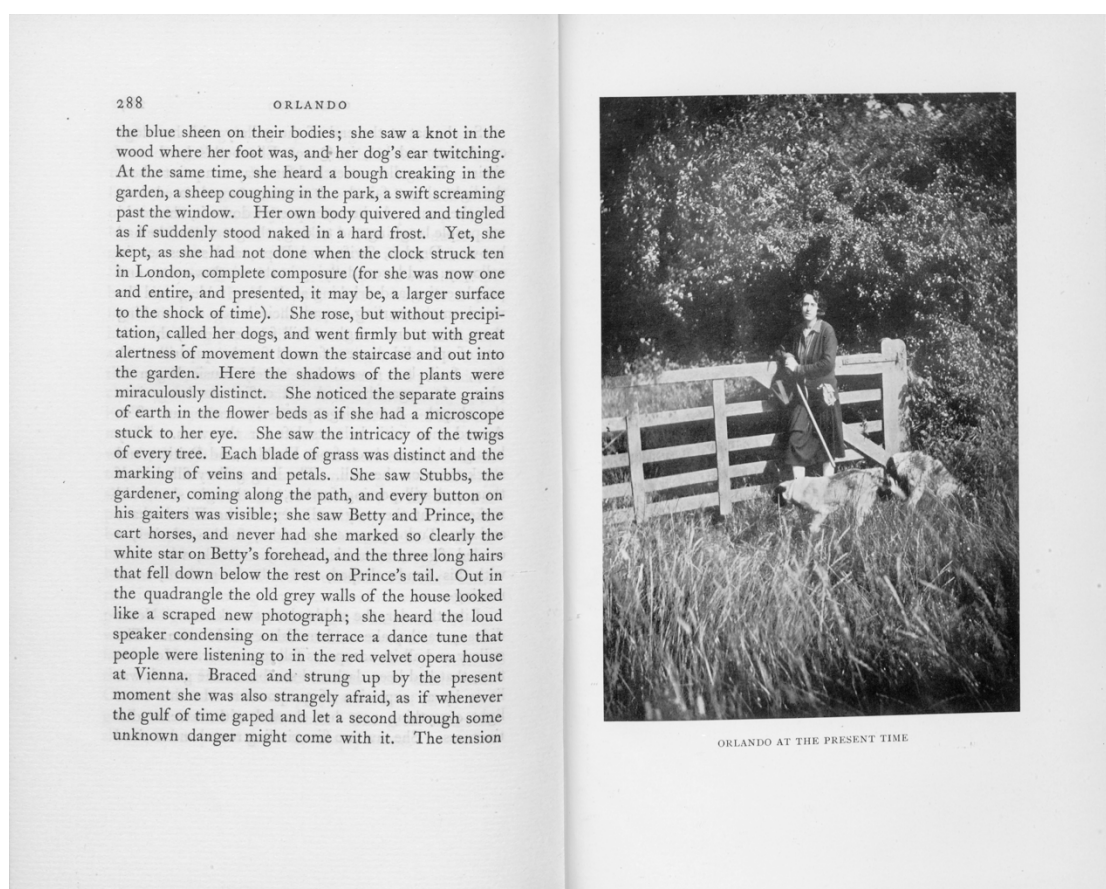 288
ORLANDO
the blue sheen on their bodies; she saw a knot in the
wood where her foot was, and her dog's ear twitching.
At the same time, she heard a bough creaking in the
garden, a sheep coughing in the park, a swift screaming
past the window. Her own body quivered and tingled
as if suddenly stood naked in a hard frost. Yet, she
kept, as she had not done when the clock struck ten
in London, complete composure (for she was now one
and entire, and presented, it may be, a larger surface
to the shock of time). She rose, but without precipi-
tation, called her dogs, and went firmly but with great
alertness of movement down the staircase and out into
the garden. Here the shadows of the plants were
miraculously distinct. She noticed the separate grains
of earth in the flower beds as if she had a microscope
stuck to her eye. She saw the intricacy of the twigs
of every tree. Each blade of grass was distinct and the
marking of veins and petals. She saw Stubbs, the
gardener, coming along the path, and every button on
his gaiters was visible; she saw Betty and Prince, the
cart horses, and never had she marked so clearly the
white star on Betty's forehead, and the three long hairs
that fell down below the rest on Prince's tail. Out in
the quadrangle the old grey walls of the house looked
like a scraped new photograph; she heard the loud
speaker condensing on the terrace a dance tune that
people were listening to in the red velvet opera house
at Vienna. Braced and strung up by the present
moment she was also strangely afraid, as if whenever
the gulf of time gaped and let a second through some
unknown danger might come with it. The tension
ORLANDO AT THE PRESENT TIME